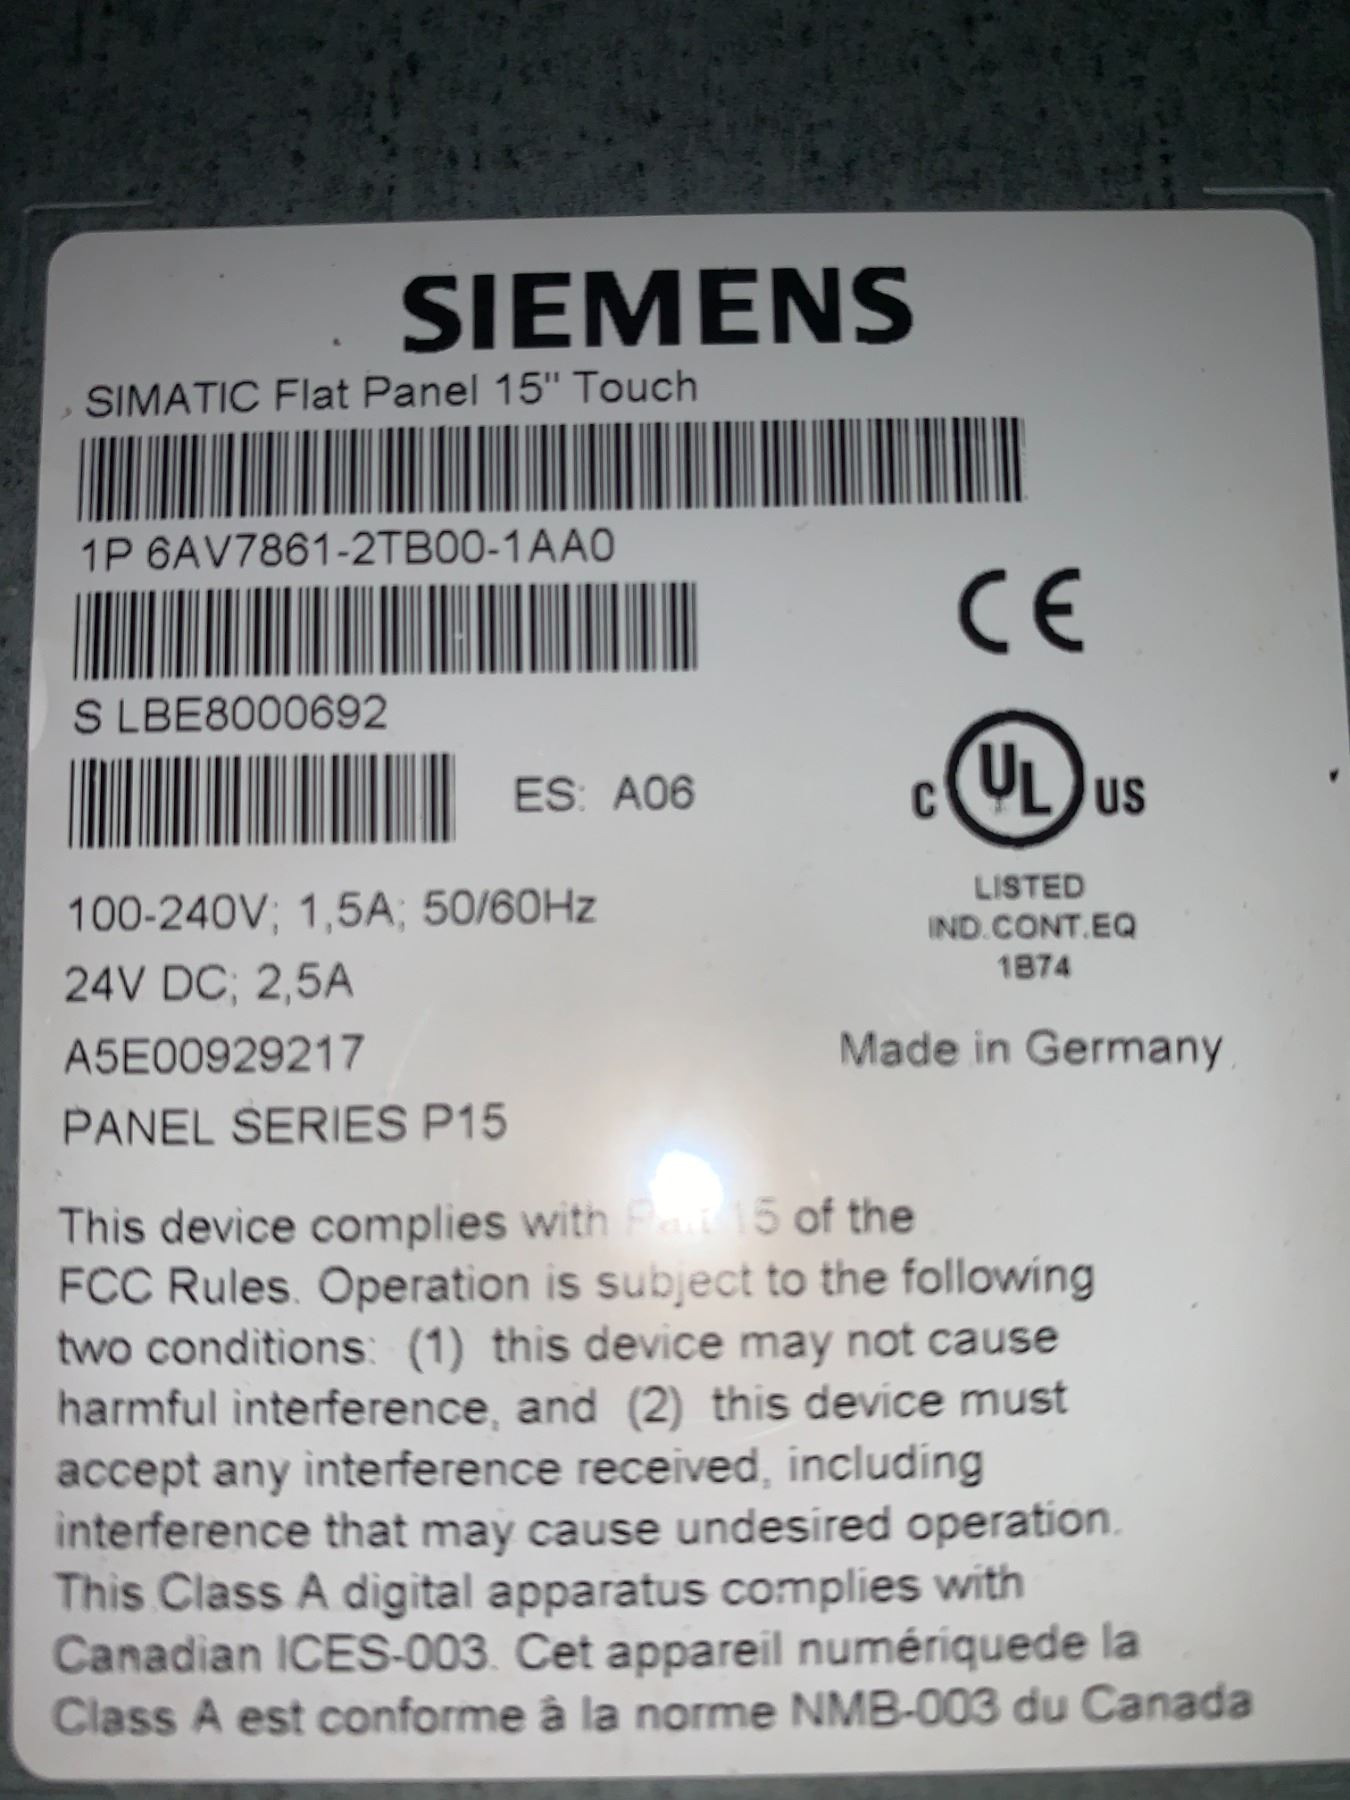 SIEMENS
SIMATIC Flat Panel 15" Touch
1P 6AV7861-2TB00-1AA0
S LBE8000692
ES: A06
C UL US
LISTED
IND.CONT.EQ
1B74
100-240V; 1,5A; 50/60Hz
24V DC; 2,5A
A5E00929217
Made in Germany
PANEL SERIES P15
This device complies with Part 15 of the
FCC Rules. Operation is subject to the following
two conditions: (1) this device may not cause
harmful interference, and (2) this device must
accept any interference received, including
interference that may cause undesired operation.
This Class A digital apparatus complies with
Canadian ICES-003. Cet appareil numériquede la
Class A est conforme â la norme NMB-003 du Canada
CE